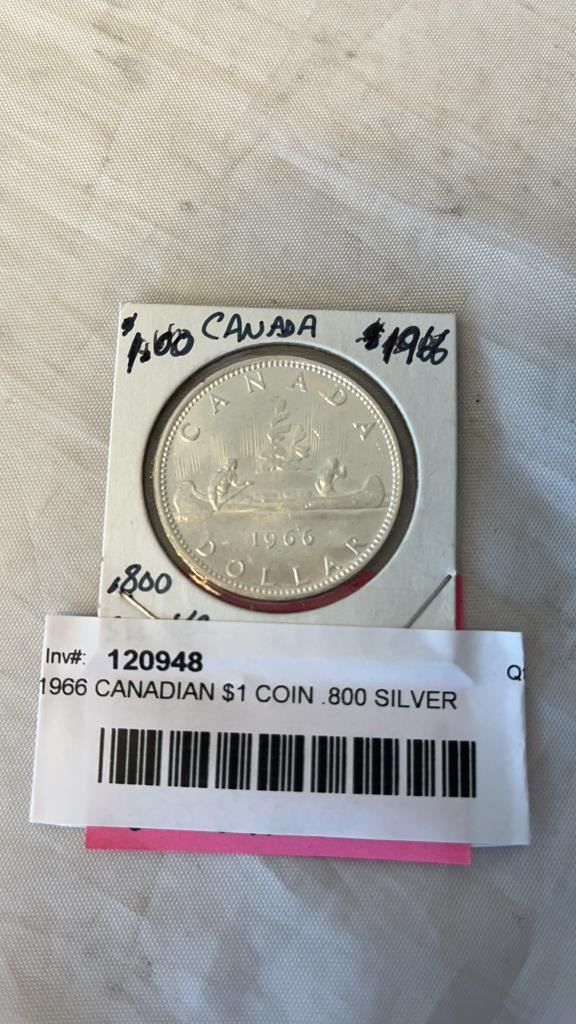 $1.00 CANADA $1966
CANADA
1966
DOLLAR
.800
Inv#: 120948
1966 CANADIAN $1 COIN .800 SILVER